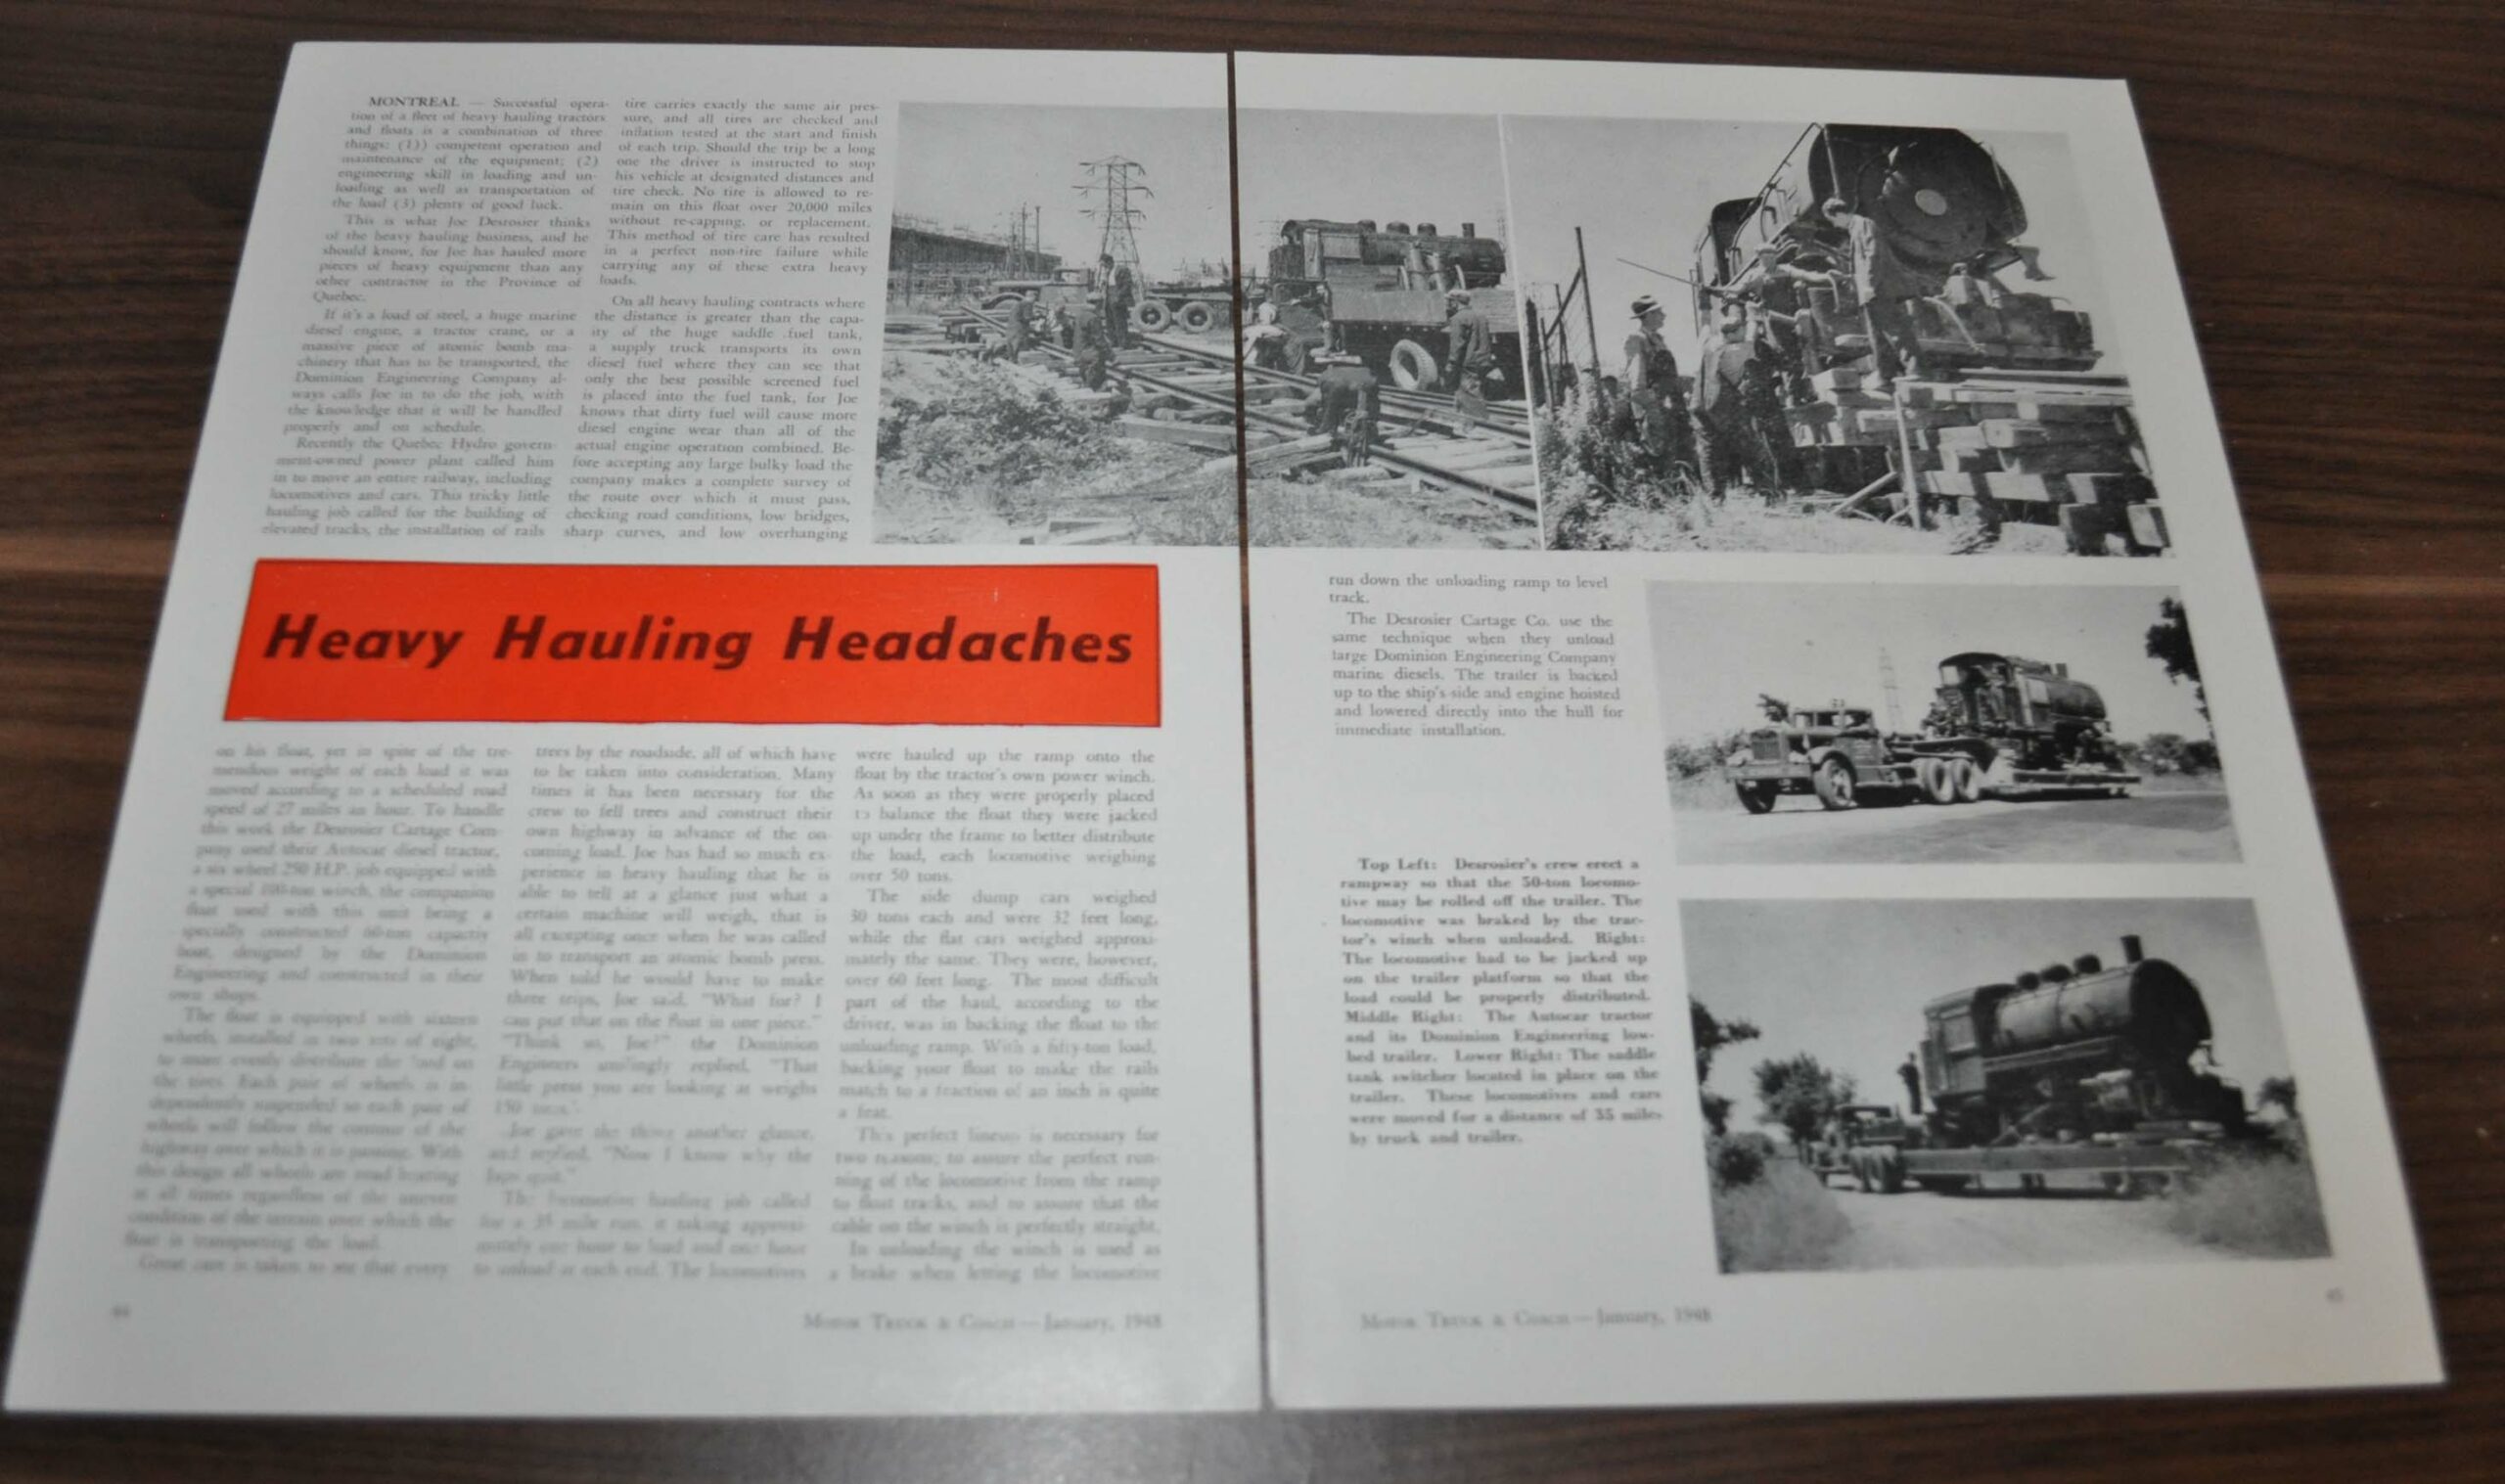 Heavy Hauling Headaches
MONTREAL — Successful opera-
tion of a fleet of heavy hauling tractors
and floats is a combination of three
things: (1)) competent operation and
maintenance of the equipment; (2)
engineering skill in loading and un-
loading as well as transportation of
the load (3) plenty of good luck.
This is what Joe Desrosier thinks
of the heavy hauling business, and he
should know, for Joe has hauled more
pieces of heavy equipment than any
other contractor in the Province of
Quebec.
If it's a load of steel, a huge marine
diesel engine, a tractor crane, or a
massive piece of atomic bomb ma-
chinery that has to be transported, the
Dominion Engineering Company al-
ways calls Joe in to do the job, with
the knowledge that it will be handled
properly and on schedule.
Recently the Quebec Hydro govern-
ment-owned power plant called him
in to move an entire railway, including
locomotives and cars. This tricky little
hauling job called for the building of
elevated tracks, the installation of rails
on his float, yet in spite of the tre-
mendous weight of each load it was
moved according to a scheduled road
speed of 27 miles an hour. To handle
this work the Desrosier Cartage Com-
pany used their Autocar diesel tractor,
a six wheel 250 H.P. job equipped with
a special 100-ton winch, the companion
float used with this unit being a
specially constructed 60-ton capacity
boat, designed by the Dominion
Engineering and constructed in their
own shops.
The float is equipped with sixteen
wheels, installed in two sets of eight,
to more evenly distribute the load on
the tires. Each pair of wheels is in-
dependently suspended so each pair of
wheels will follow the contour of the
highway over which it is passing. With
this design all wheels are road bearing
at all times regardless of the uneven
condition of the terrain over which the
float is transporting the load.
Great care is taken to see that every
tire carries exactly the same air pres-
sure, and all tires are checked and
inflation tested at the start and finish
of each trip. Should the trip be a long
one the driver is instructed to stop
his vehicle at designated distances and
tire check. No tire is allowed to re-
main on this float over 20,000 miles
without re-capping, or replacement.
This method of tire care has resulted
in a perfect non-tire failure while
carrying any of these extra heavy
loads.
On all heavy hauling contracts where
the distance is greater than the capa-
ity of the huge saddle fuel tank,
a supply truck transports its own
diesel fuel where they can see that
only the best possible screened fuel
is placed into the fuel tank, for Joe
knows that dirty fuel will cause more
diesel engine wear than all of the
actual engine operation combined. Be-
fore accepting any large bulky load the
company makes a complete survey of
the route over which it must pass,
checking road conditions, low bridges,
sharp curves, and low overhanging
trees by the roadside, all of which have
to be taken into consideration. Many
times it has been necessary for the
crew to fell trees and construct their
own highway in advance of the on-
coming load. Joe has had so much ex-
perience in heavy hauling that he is
able to tell at a glance just what a
certain machine will weigh, that is
all excepting once when he was called
in to transport an atomic bomb press.
When told he would have to make
three trips, Joe said, "What for? I
can put that on the float in one piece."
"Think so, Joe?" the Dominion
Engineers smilingly replied. "That
little press you are looking at weighs
150 tons."
Joe gave the thing another glance,
and replied, "Now I know why the
Japs quit."
The locomotive hauling job called
for a 35 mile run, it taking approxi-
mately one hour to load and one hour
to unload at each end. The locomotives
were hauled up the ramp onto the
float by the tractor's own power winch.
As soon as they were properly placed
to balance the float they were jacked
up under the frame to better distribute
the load, each locomotive weighing
over 50 tons.
The side dump cars weighed
30 tons each and were 32 feet long,
while the flat cars weighed approxi-
mately the same. They were, however,
over 60 feet long. The most difficult
part of the haul, according to the
driver, was in backing the float to the
unloading ramp. With a fifty-ton load,
backing your float to make the rails
match to a fraction of an inch is quite
a feat.
This perfect lineup is necessary for
two reasons; to assure the perfect run-
ning of the locomotive from the ramp
to float tracks, and to assure that the
cable on the winch is perfectly straight.
In unloading the winch is used as
a brake when letting the locomotive
44
Motor Truck & Coach — January, 1948
run down the unloading ramp to level
track.
The Desrosier Cartage Co. use the
same technique when they unload
large Dominion Engineering Company
marine diesels. The trailer is backed
up to the ship's side and engine hoisted
and lowered directly into the hull for
immediate installation.
Top Left: Desrosier's crew erect a
rampway so that the 50-ton locomo-
tive may be rolled off the trailer. The
locomotive was braked by the trac-
tor's winch when unloaded. Right:
The locomotive had to be jacked up
on the trailer platform so that the
load could be properly distributed.
Middle Right: The Autocar tractor
and its Dominion Engineering low-
bed trailer. Lower Right: The saddle
tank switcher located in place on the
trailer. These locomotives and cars
were moved for a distance of 35 miles
by truck and trailer.
Motor Truck & Coach — January, 1948
45